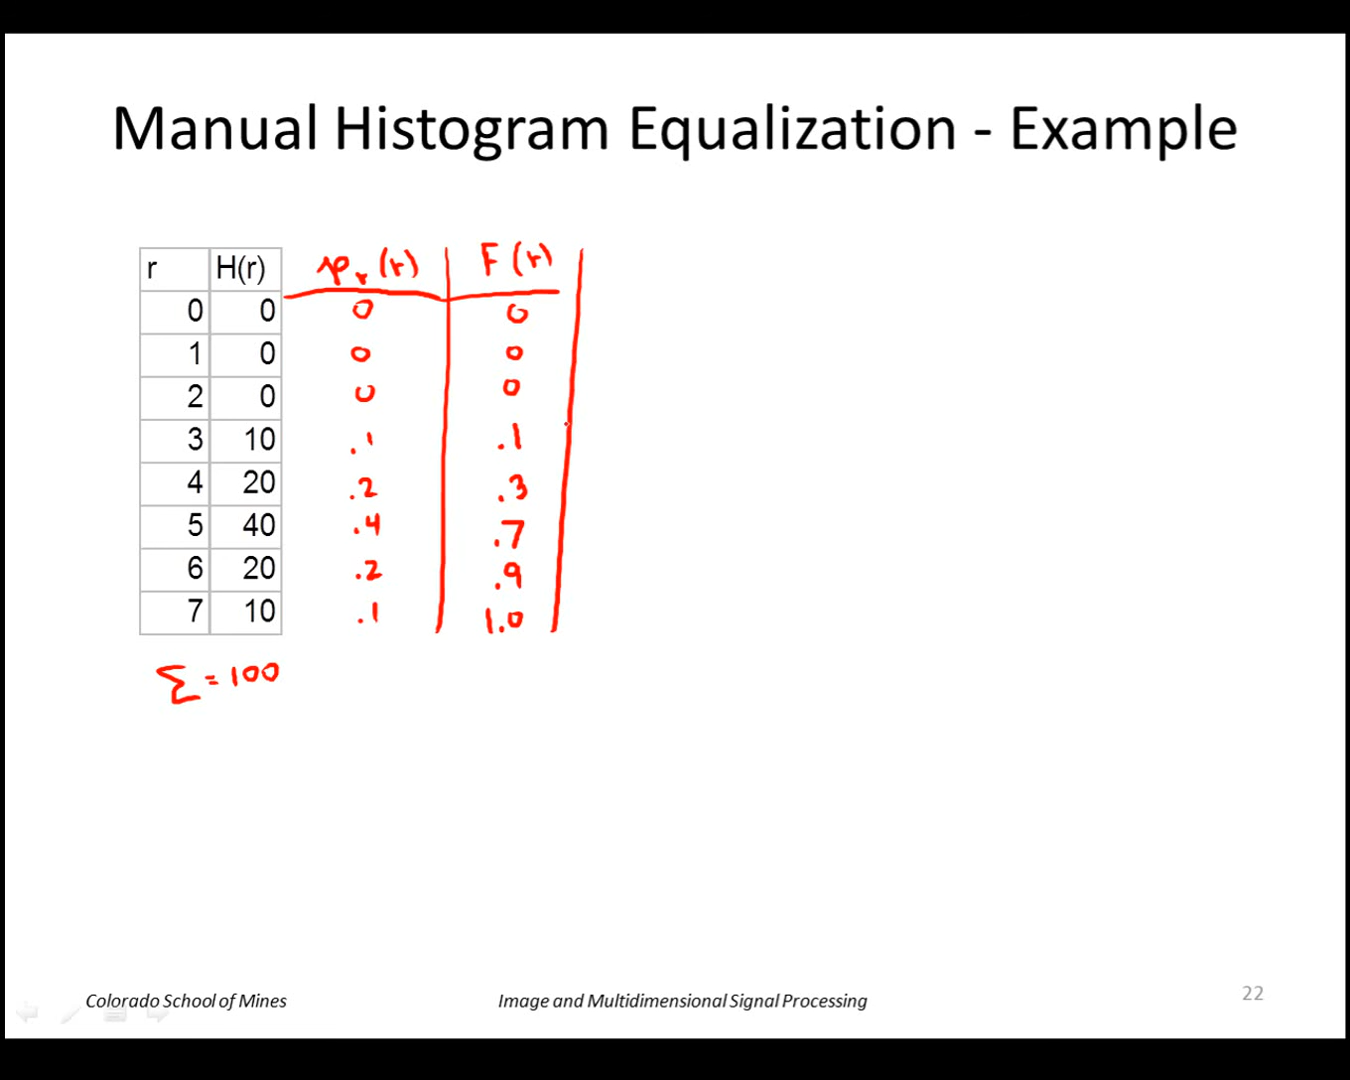 Manual Histogram Equalization - Example
r H(r) pr(r) F(r)
0 0 0 0
1 0 0 0
2 0 0 0
3 10 .1 .1
4 20 .2 .3
5 40 .4 .7
6 20 .2 .9
7 10 .1 1.0
Σ = 100
Colorado School of Mines Image and Multidimensional Signal Processing 22